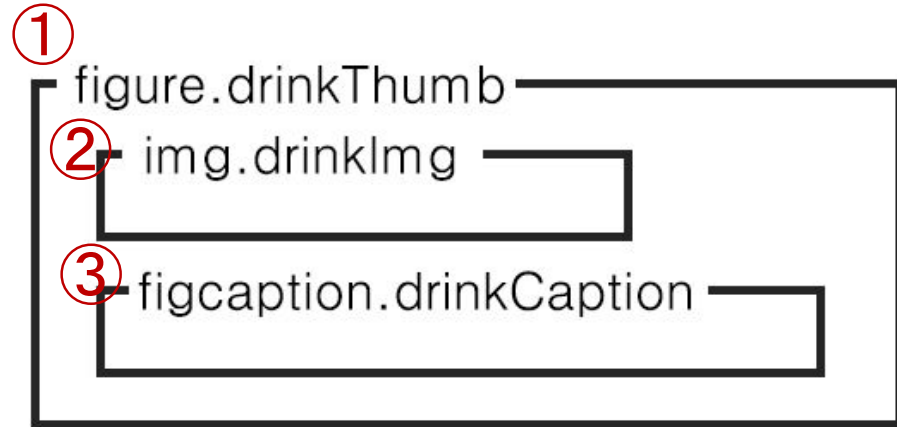 ①
figure.drinkThumb
② img.drinkImg
③ figcaption.drinkCaption